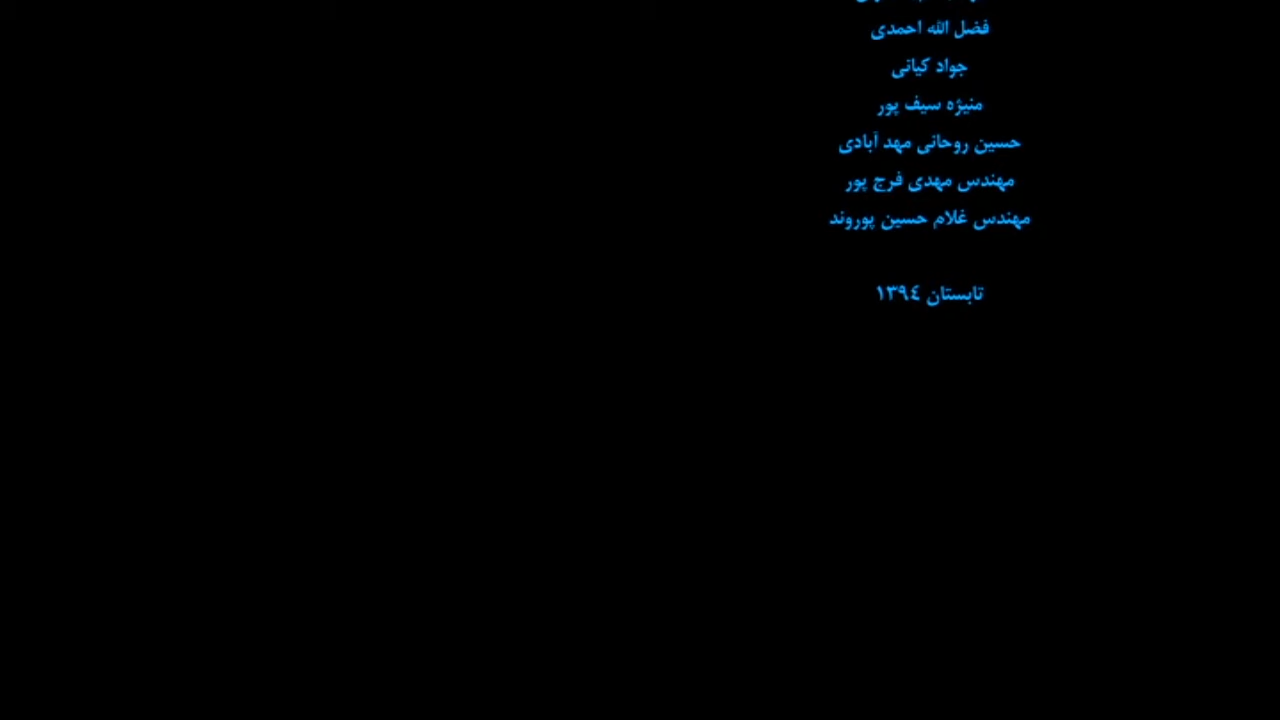 فضل الله احمدی
جواد کیانی
منیژه سیف پور
حسین روحانی مهد آبادی
مهندس مهدی فرج پور
مهندس غلام حسین پوروند
تابستان ۱۳۹٤